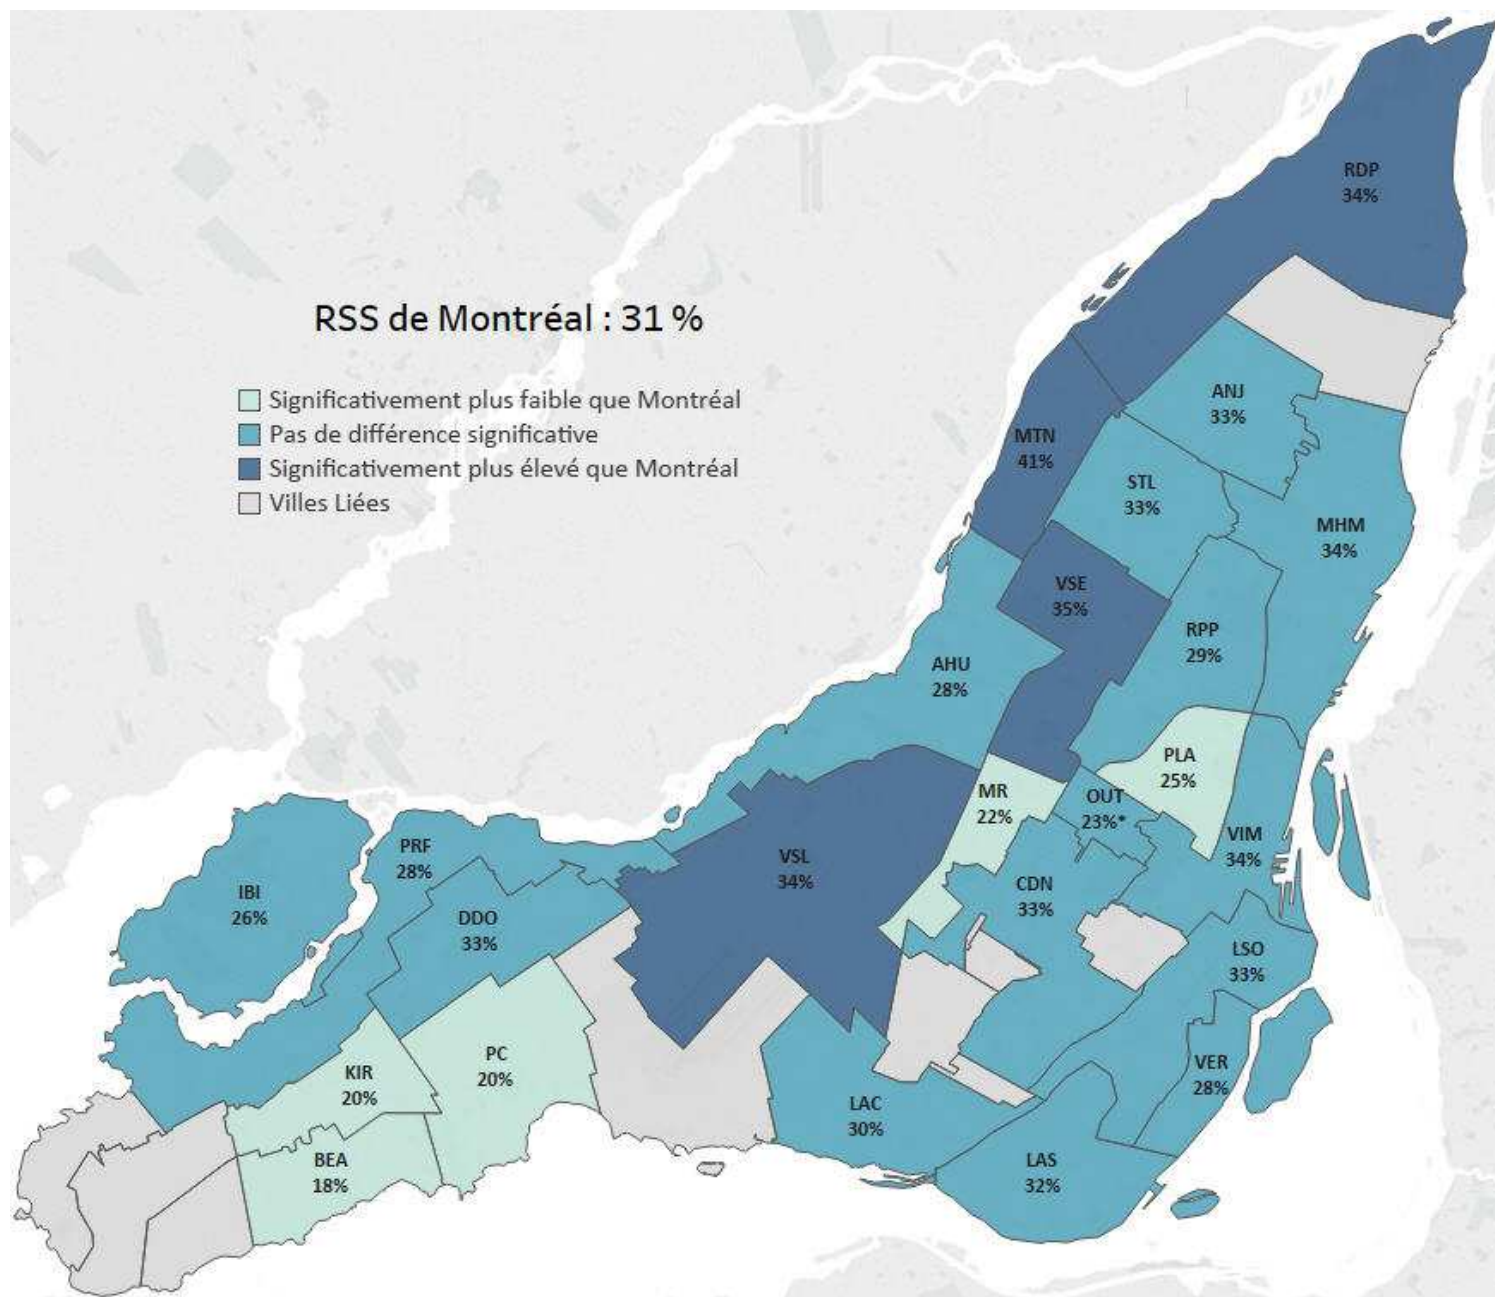 RDP
34%
RSS de Montréal : 31 %
Significativement plus faible que Montréal
Pas de différence significative
Significativement plus élevé que Montréal
Villes Liées
ANJ
33%
MTN
41%
STL
33%
MHM
34%
VSE
35%
RPP
29%
AHU
28%
PLA
25%
MR
22%
OUT
23%*
VIM
34%
PRF
28%
VSL
34%
IBI
26%
CDN
33%
DDO
33%
LSO
33%
PC
20%
KIR
20%
VER
28%
LAC
30%
BEA
18%
LAS
32%